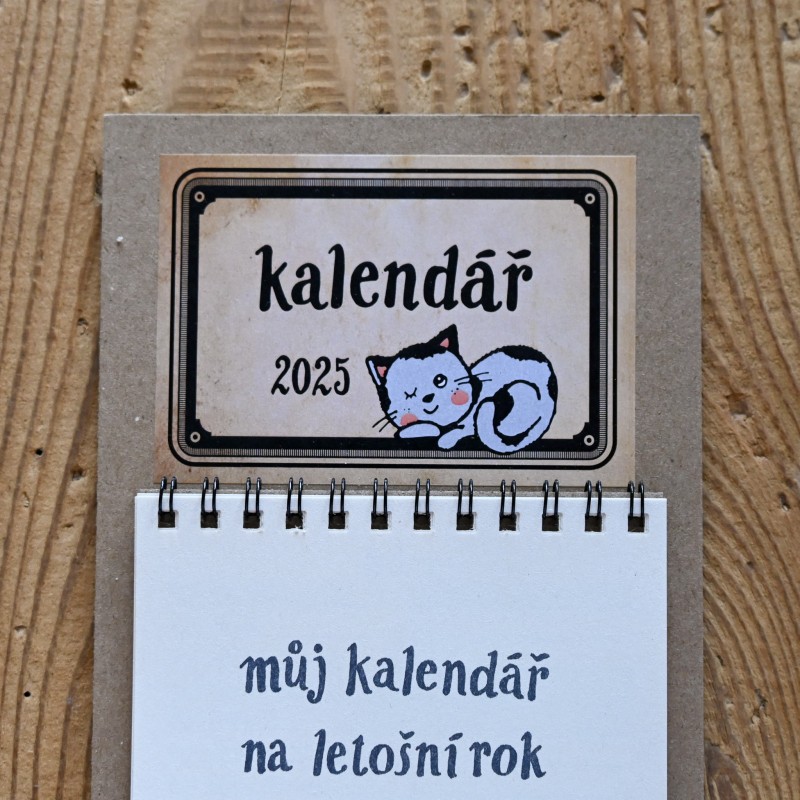 kalendář
2025
můj kalendář
na letošní rok